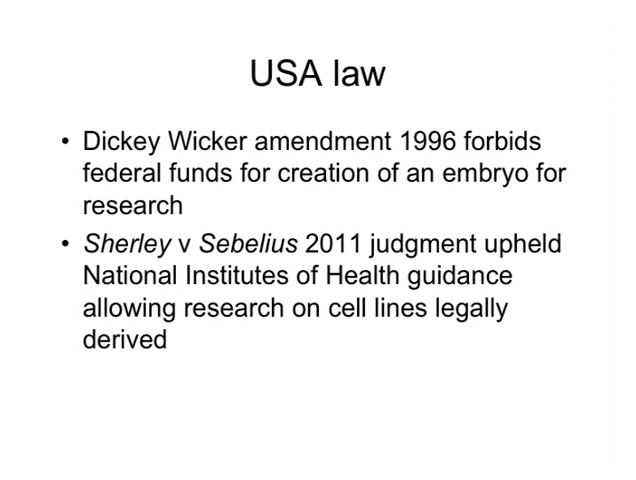 USA law
• Dickey Wicker amendment 1996 forbids
federal funds for creation of an embryo for
research
• Sherley v Sebelius 2011 judgment upheld
National Institutes of Health guidance
allowing research on cell lines legally
derived